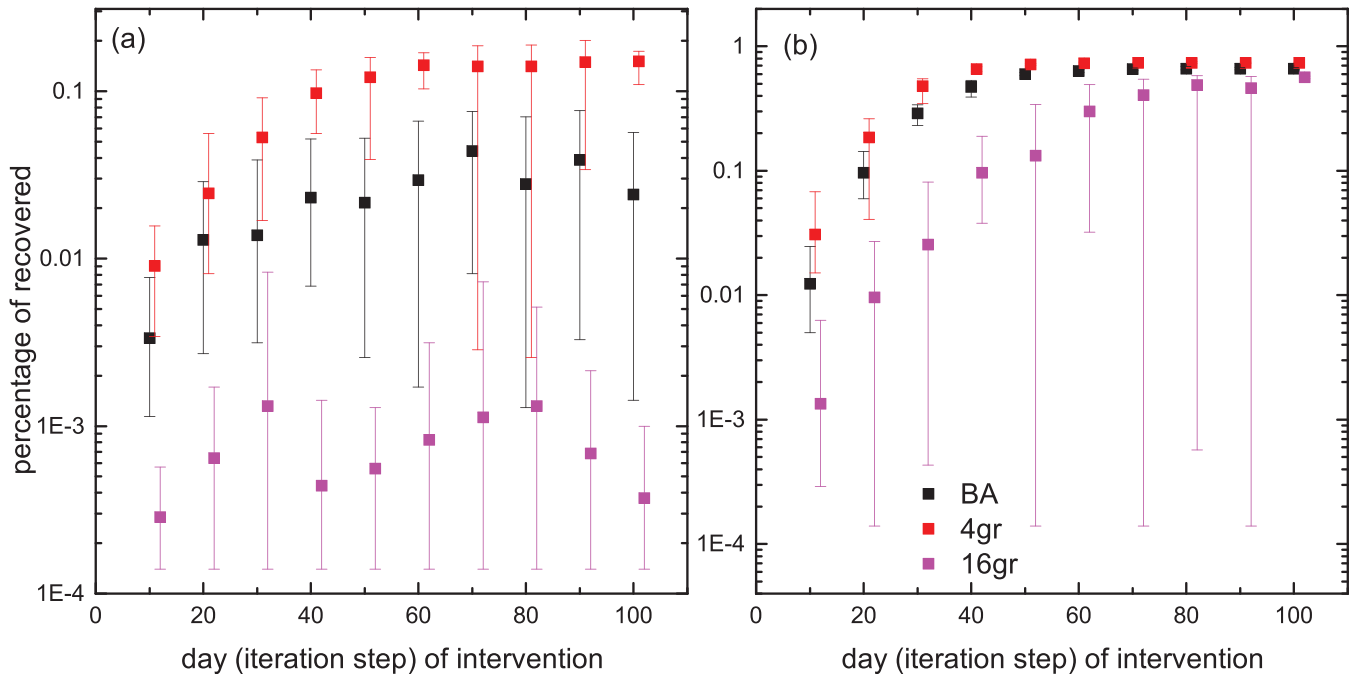 (a)
0.1
0.01
1E-3
1E-4
0 20 40 60 80 100
percentage of recovered
day (iteration step) of intervention
(b)
1
0.1
0.01
1E-3
1E-4
0 20 40 60 80 100
BA
4gr
16gr
day (iteration step) of intervention